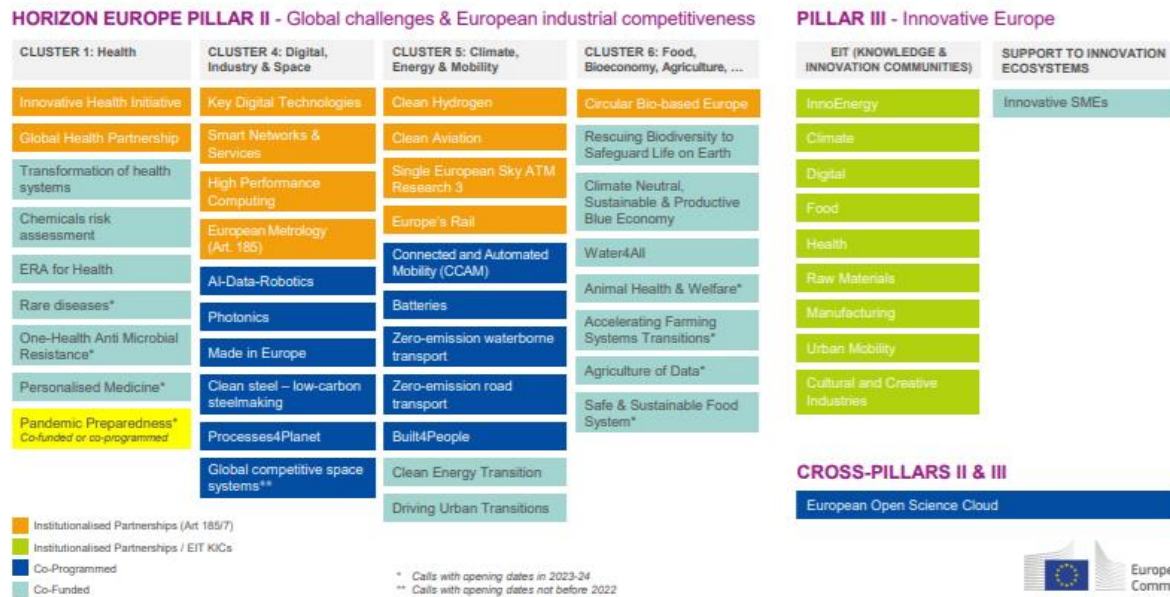 HORIZON EUROPE PILLAR II - Global challenges & European industrial competitiveness
CLUSTER 1: Health
Innovative Health Initiative
Global Health Partnership
Transformation of health
systems
Chemicals risk
assessment
ERA for Health
Rare diseases*
One-Health Anti Microbial
Resistance*
Personalised Medicine*
Pandemic Preparedness*
Co-funded or co-programmed
CLUSTER 4: Digital,
Industry & Space
Key Digital Technologies
Smart Networks &
Services
High Performance
Computing
European Metrology
(Art. 185)
AI-Data-Robotics
Photonics
Made in Europe
Clean steel – low-carbon
steelmaking
Processes4Planet
Global competitive space
systems**
CLUSTER 5: Climate,
Energy & Mobility
Clean Hydrogen
Clean Aviation
Single European Sky ATM
Research 3
Europe's Rail
Connected and Automated
Mobility (CCAM)
Batteries
Zero-emission waterborne
transport
Zero-emission road
transport
Built4People
Clean Energy Transition
Driving Urban Transitions
CLUSTER 6: Food,
Bioeconomy, Agriculture, ...
Circular Bio-based Europe
Rescuing Biodiversity to
Safeguard Life on Earth
Climate Neutral,
Sustainable & Productive
Blue Economy
Water4All
Animal Health & Welfare*
Accelerating Farming
Systems Transitions*
Agriculture of Data*
Safe & Sustainable Food
System*
PILLAR III - Innovative Europe
EIT (KNOWLEDGE &
INNOVATION COMMUNITIES)
InnoEnergy
Climate
Digital
Food
Health
Raw Materials
Manufacturing
Urban Mobility
Cultural and Creative
Industries
SUPPORT TO INNOVATION
ECOSYSTEMS
Innovative SMEs
CROSS-PILLARS II & III
European Open Science Cloud
Institutionalised Partnerships (Art 185/7)
Institutionalised Partnerships / EIT KICs
Co-Programmed
Co-Funded
* Calls with opening dates in 2023-24
** Calls with opening dates not before 2022
Europe
Comm